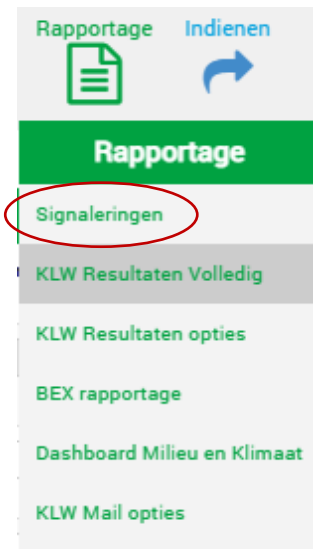 Rapportage Indienen
Rapportage
Signaleringen
KLW Resultaten Volledig
KLW Resultaten opties
BEX rapportage
Dashboard Milieu en Klimaat
KLW Mail opties